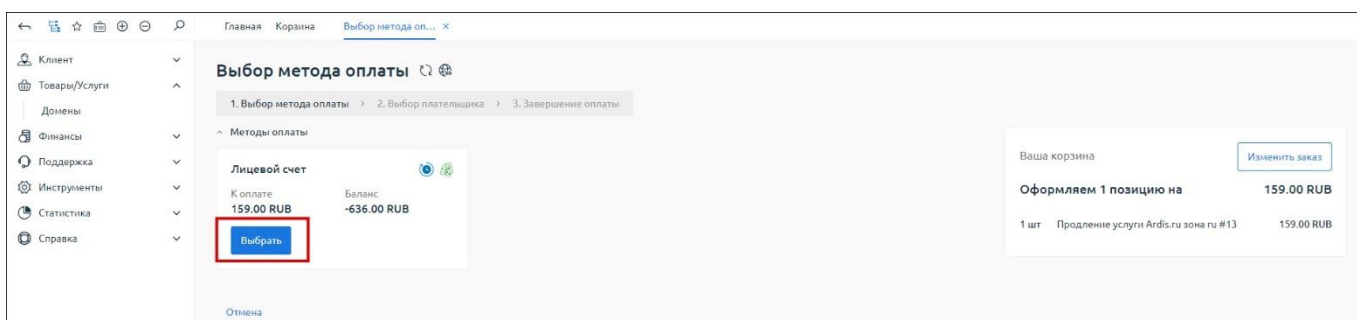 Главная Корзина Выбор метода оп... ×
Клиент
Товары/Услуги
Домены
Финансы
Поддержка
Инструменты
Статистика
Справка
Выбор метода оплаты
1. Выбор метода оплаты > 2. Выбор плательщика > 3. Завершение оплаты
Методы оплаты
Лицевой счет
К оплате Баланс
159.00 RUB -636.00 RUB
Выбрать
Отмена
Ваша корзина Изменить заказ
Оформляем 1 позицию на 159.00 RUB
1 шт Продление услуги Ardis.ru зона ru #13 159.00 RUB